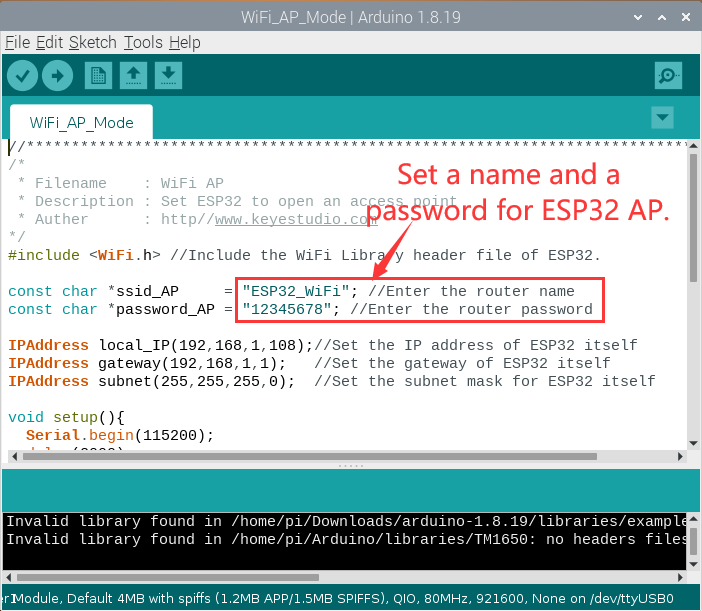 WiFi_AP_Mode | Arduino 1.8.19
File Edit Sketch Tools Help
WiFi_AP_Mode
//**************************************************************************
/*
 * Filename    : WiFi AP
 * Description : Set ESP32 to open an access point
 * Auther      : http//www.keyestudio.com
*/
Set a name and a
password for ESP32 AP.
#include <WiFi.h> //Include the WiFi Library header file of ESP32.
const char *ssid_AP     = "ESP32_WiFi"; //Enter the router name
const char *password_AP = "12345678"; //Enter the router password
IPAddress local_IP(192,168,1,108);//Set the IP address of ESP32 itself
IPAddress gateway(192,168,1,1);   //Set the gateway of ESP32 itself
IPAddress subnet(255,255,255,0);  //Set the subnet mask for ESP32 itself
void setup(){
  Serial.begin(115200);
Invalid library found in /home/pi/Downloads/arduino-1.8.19/libraries/example
Invalid library found in /home/pi/Arduino/libraries/TM1650: no headers files
Module, Default 4MB with spiffs (1.2MB APP/1.5MB SPIFFS), QIO, 80MHz, 921600, None on /dev/ttyUSB0